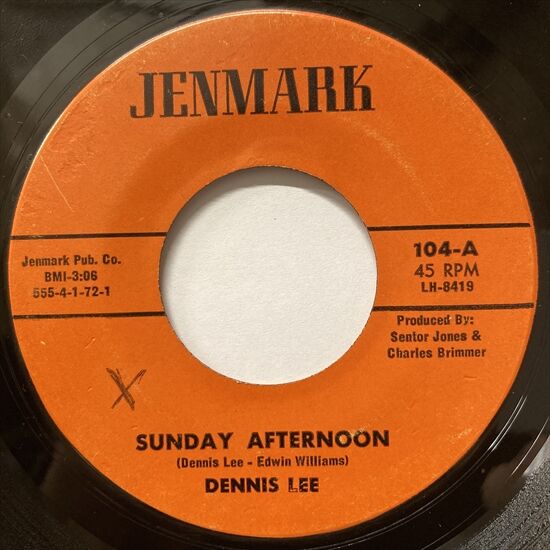 JENMARK
Jenmark Pub. Co.
BMI-3:06
555-4-1-72-1
104-A
45 RPM
LH-8419
Produced By:
Sentor Jones &
Charles Brimmer
X
SUNDAY AFTERNOON
(Dennis Lee - Edwin Williams)
DENNIS LEE